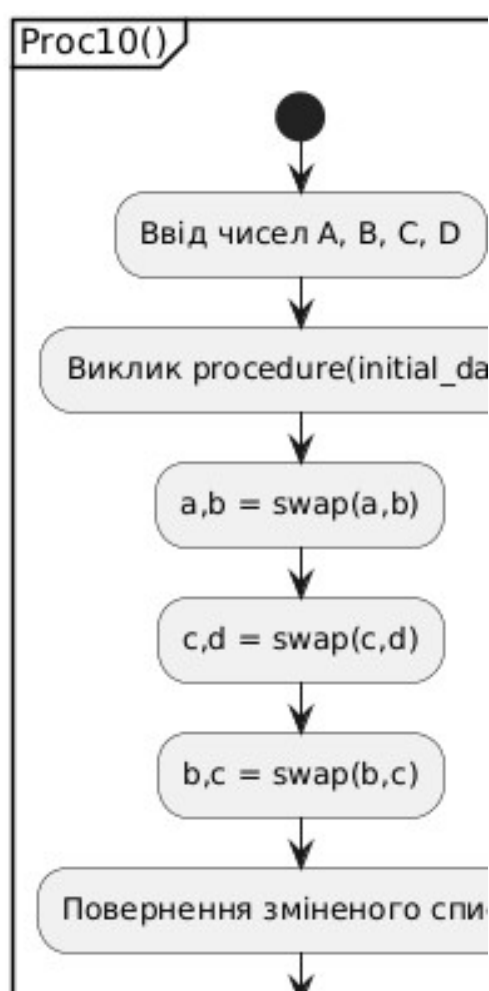 Proc10()
Ввід чисел A, B, C, D
Виклик procedure(initial_da
a,b = swap(a,b)
c,d = swap(c,d)
b,c = swap(b,c)
Повернення зміненого спи